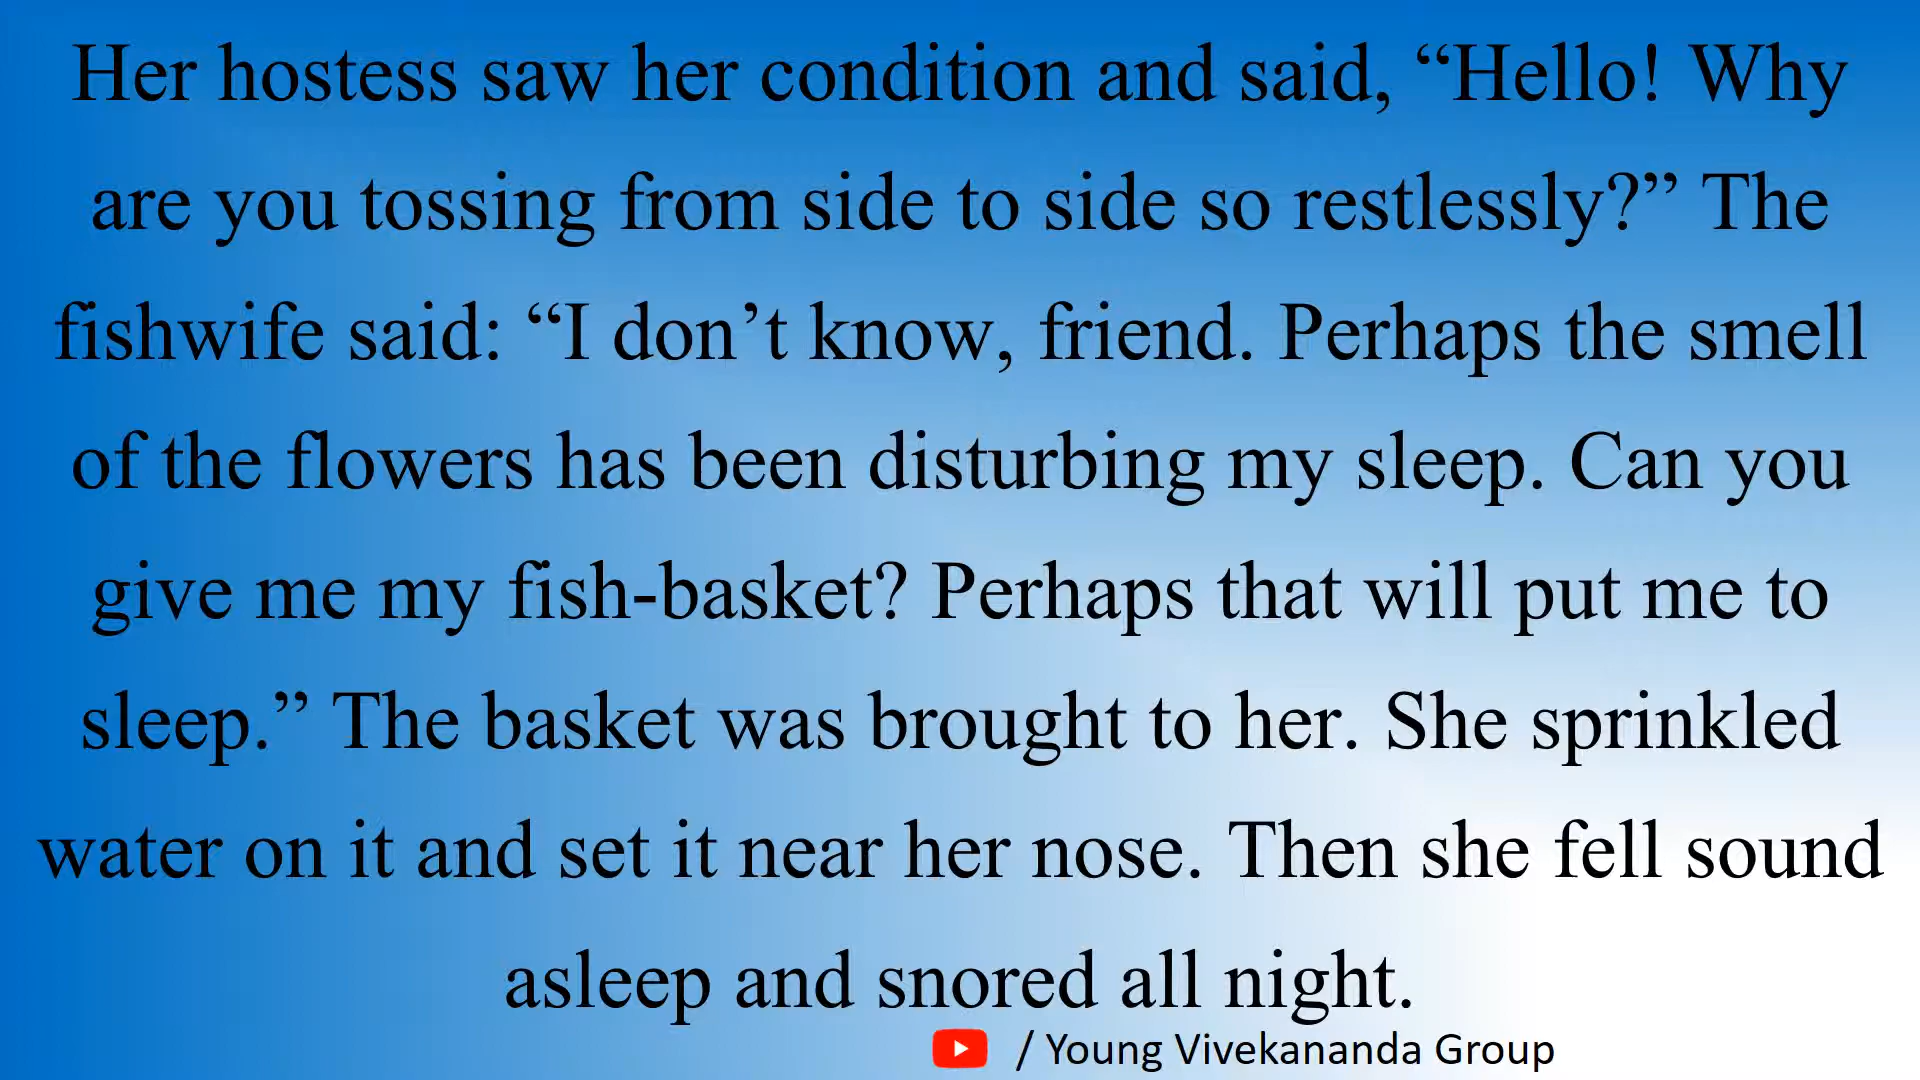 Her hostess saw her condition and said, “Hello! Why
are you tossing from side to side so restlessly?” The
fishwife said: “I don’t know, friend. Perhaps the smell
of the flowers has been disturbing my sleep. Can you
give me my fish-basket? Perhaps that will put me to
sleep.” The basket was brought to her. She sprinkled
water on it and set it near her nose. Then she fell sound
asleep and snored all night.
/ Young Vivekananda Group